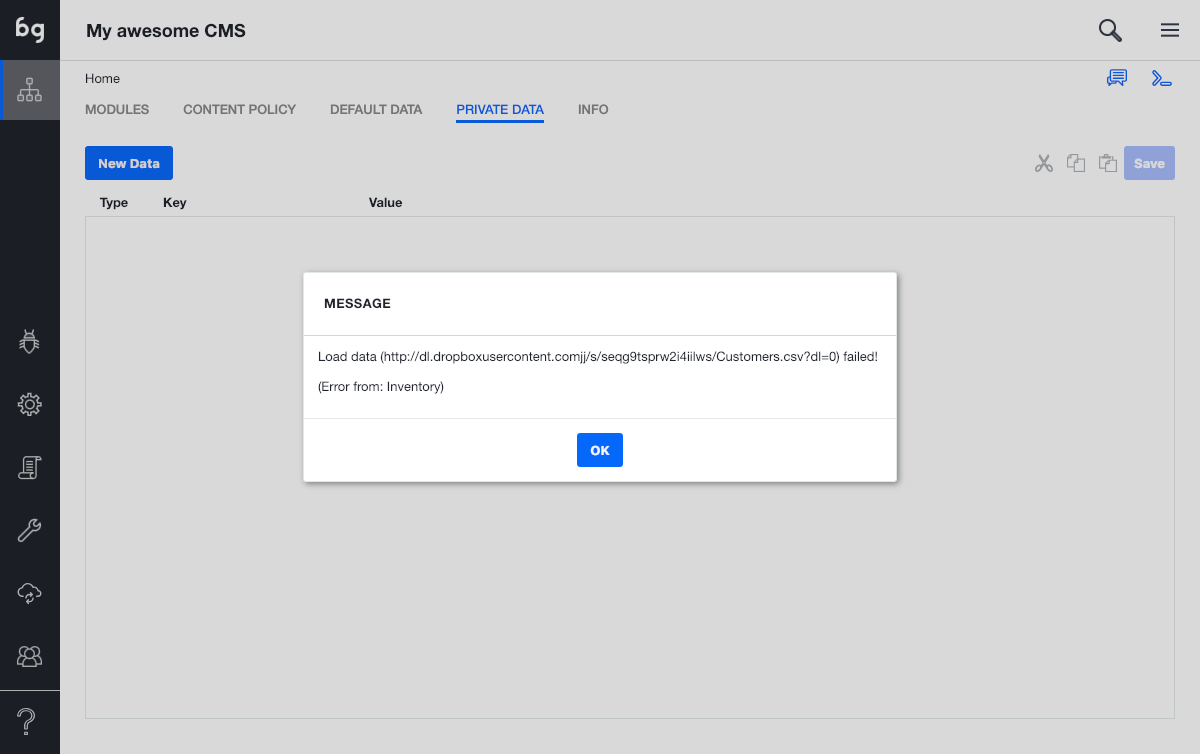 bg
My awesome CMS
Home
MODULES CONTENT POLICY DEFAULT DATA PRIVATE DATA INFO
New Data
Save
Type Key Value
MESSAGE
Load data (http://dl.dropboxusercontent.comjj/s/seqg9tsprw2i4iilws/Customers.csv?dl=0) failed!
(Error from: Inventory)
OK
?